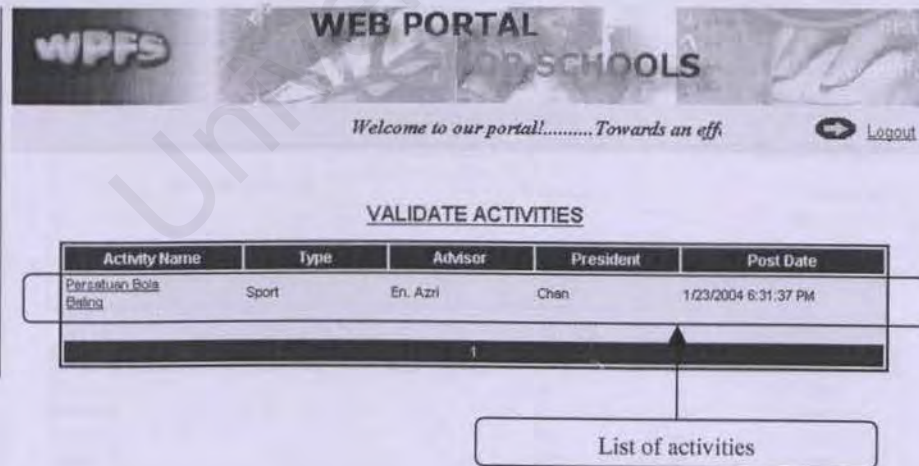 WPFS
WEB PORTAL
FOR SCHOOLS
Welcome to our portal!..........Towards an eff.
Logout
VALIDATE ACTIVITIES
Activity Name Type Advisor President Post Date
Persatuan Bola Sport En. Azri Chan 1/23/2004 6:31:37 PM
Baling
1
List of activities